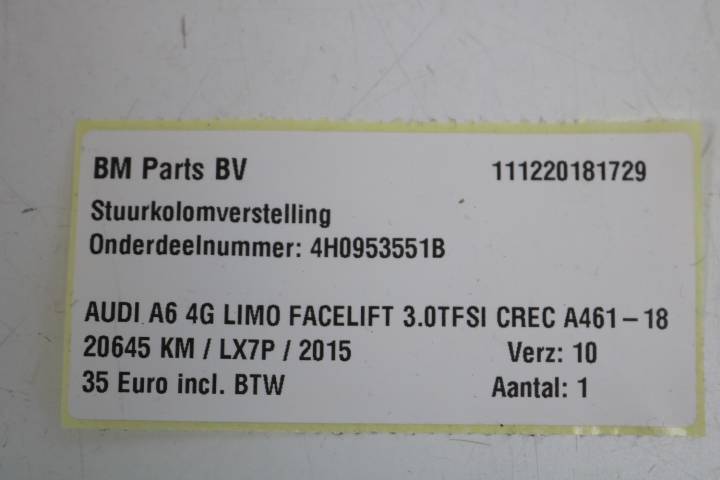 BM Parts BV 111220181729
Stuurkolomverstelling
Onderdeelnummer: 4H0953551B
AUDI A6 4G LIMO FACELIFT 3.0TFSI CREC A461-18
20645 KM / LX7P / 2015 Verz: 10
35 Euro incl. BTW Aantal: 1